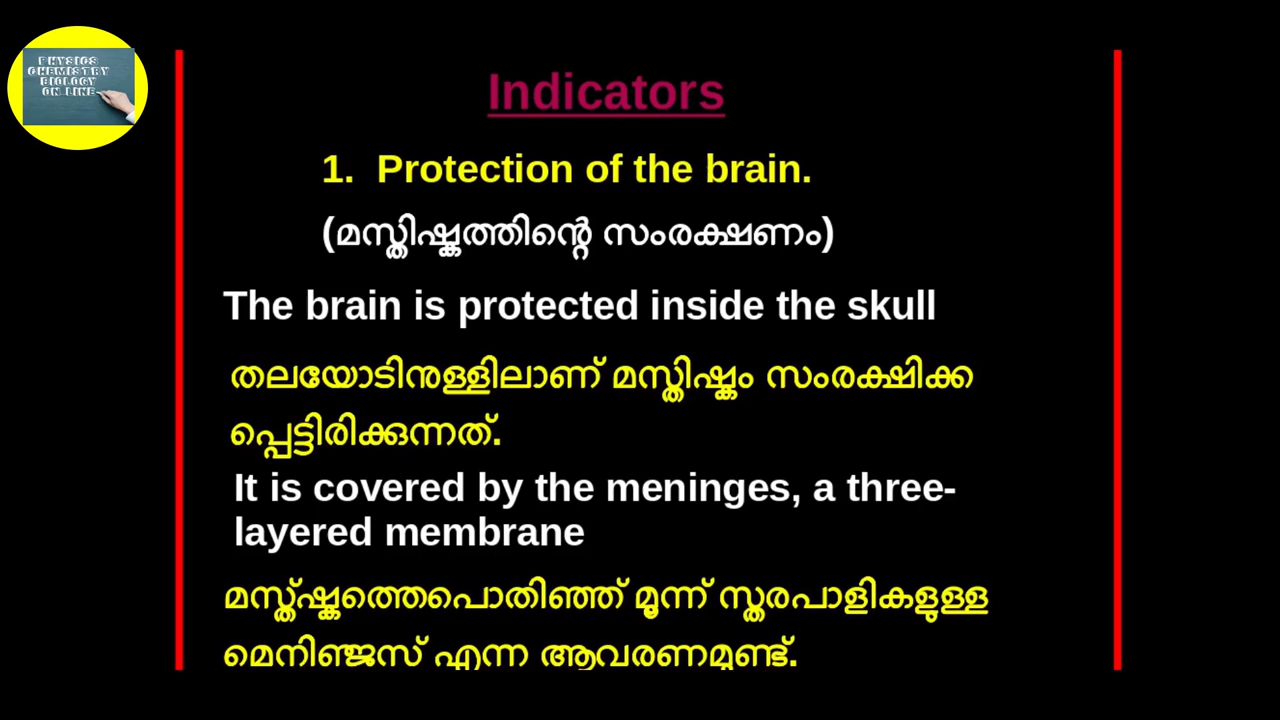 PHYSICS
CHEMISTRY
BIOLOGY
ON LINE
Indicators
1. Protection of the brain.
(മസ്തിഷ്കത്തിന്റെ സംരക്ഷണം)
The brain is protected inside the skull
തലയോടിനുള്ളിലാണ് മസ്തിഷ്കം സംരക്ഷിക്ക
പ്പെട്ടിരിക്കുന്നത്.
It is covered by the meninges, a three-
layered membrane
മസ്ത്ഷ്കത്തെപൊതിഞ്ഞ് മൂന്ന് സ്തരപാളികളുള്ള
മെനിഞ്ജസ് എന്ന ആവരണമുണ്ട്.